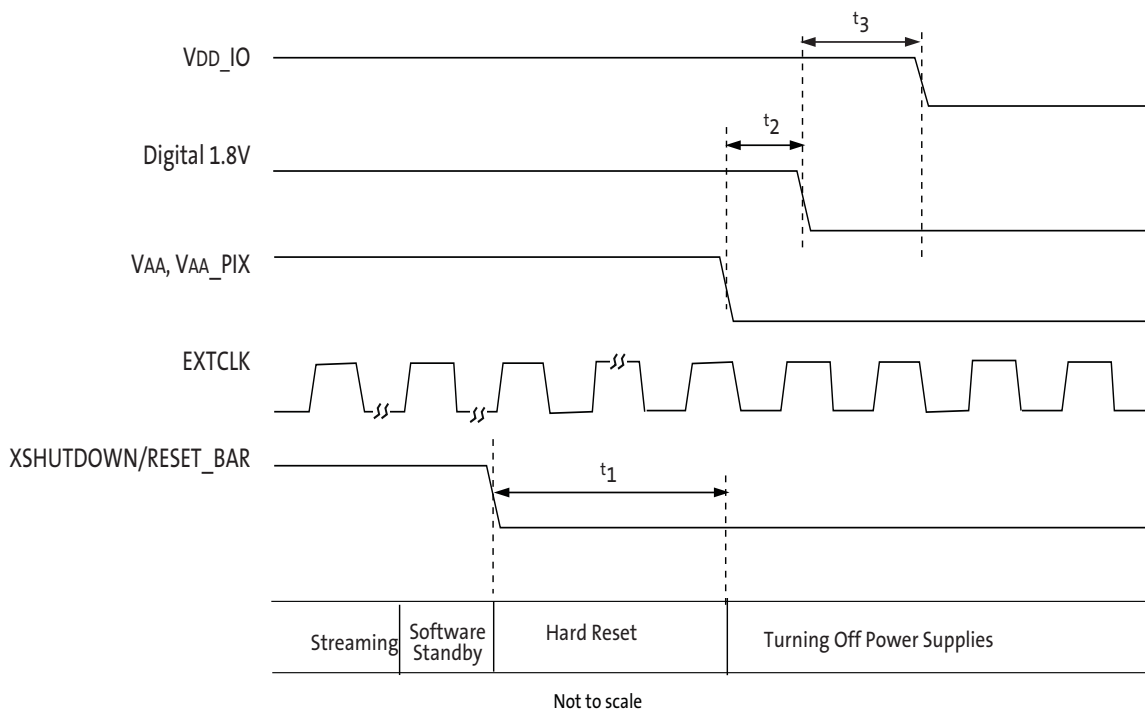 t3
VDD_IO
t2
Digital 1.8V
VAA, VAA_PIX
EXTCLK
XSHUTDOWN/RESET_BAR
t1
Streaming
Software
Standby
Hard Reset
Turning Off Power Supplies
Not to scale